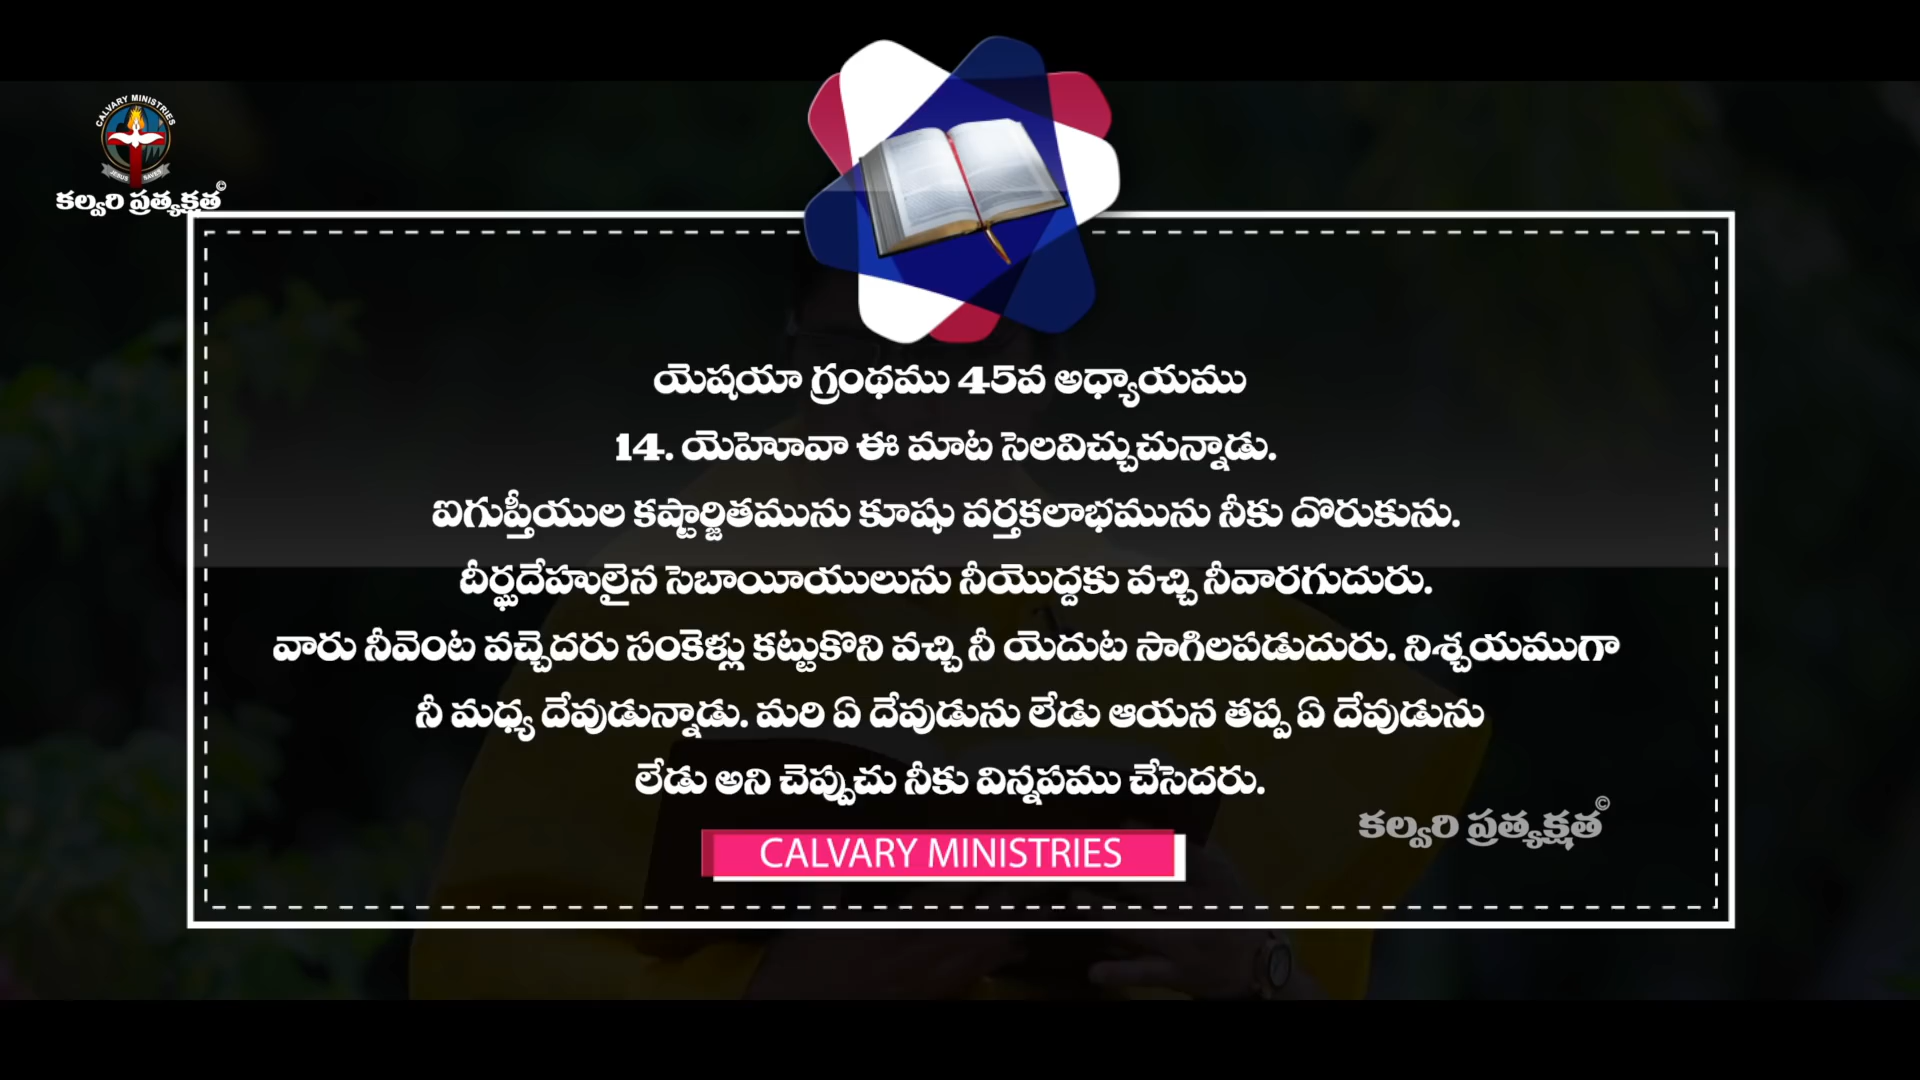 CALVARY MINISTRIES
JESUS SAVES
కల్వరి ప్రత్యక్షత©
యెషయా గ్రంథము 45వ అధ్యాయము
14. యెహెూవా ఈ మాట సెలవిచ్చుచున్నాడు.
ఐగుప్తీయుల కష్టార్జితమును కూషు వర్తకలాభమును నీకు దొరుకును.
దీర్ఘదేహులైన సెబాయీయులును నీయొద్దకు వచ్చి నీవారగుదురు.
వారు నీవెంట వచ్చెదరు సంకెళ్లు కట్టుకొని వచ్చి నీ యెదుట సాగిలపడుదురు. నిశ్చయముగా
నీ మధ్య దేవుడున్నాడు. మరి ఏ దేవుడును లేడు ఆయన తప్ప ఏ దేవుడును
లేడు అని చెప్పుచు నీకు విన్నపము చేసెదరు.
కల్వరి ప్రత్యక్షత©
CALVARY MINISTRIES